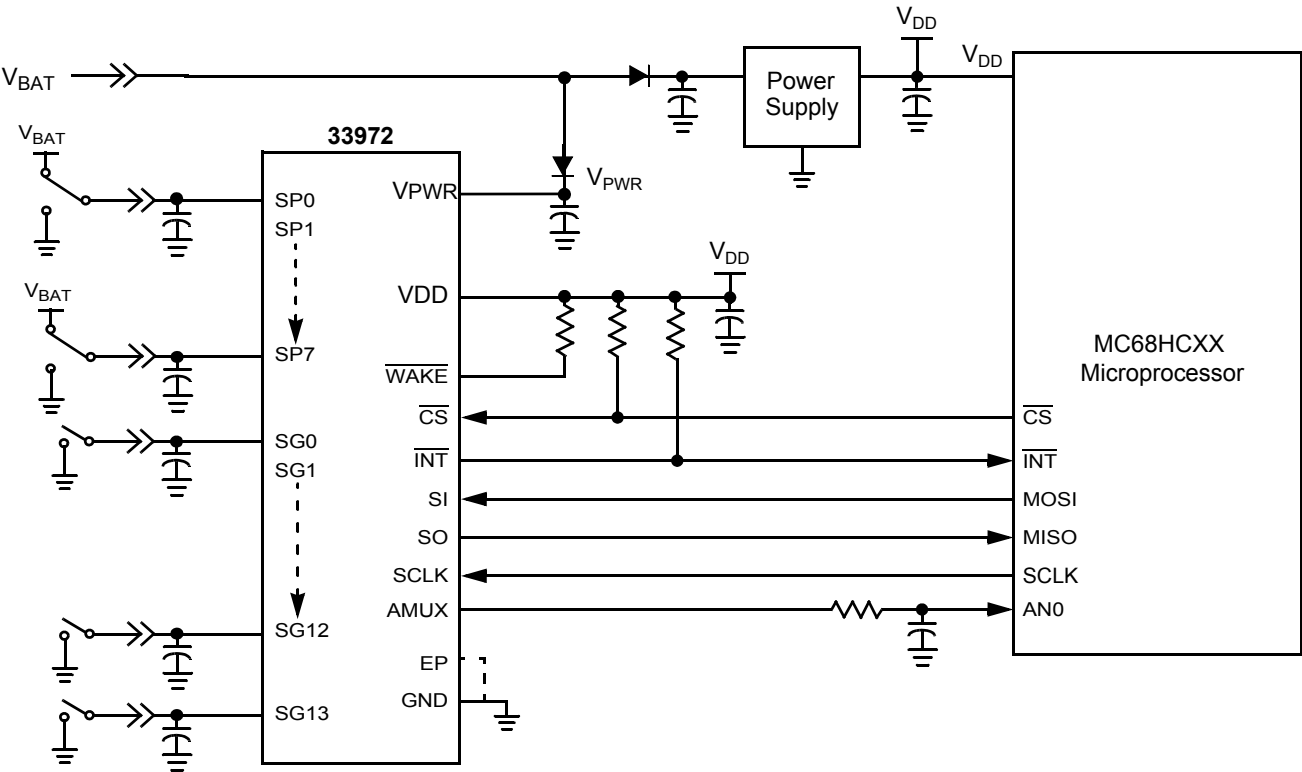 V_DD
V_DD
V_BAT
Power
Supply
V_BAT
33972
V_PWR
VPWR
SP0
SP1
V_DD
V_BAT
VDD
SP7
WAKE
CS
CS
SG0
SG1
INT
INT
SI
MOSI
SO
MISO
SCLK
SCLK
AMUX
AN0
SG12
EP
GND
SG13
MC68HCXX
Microprocessor